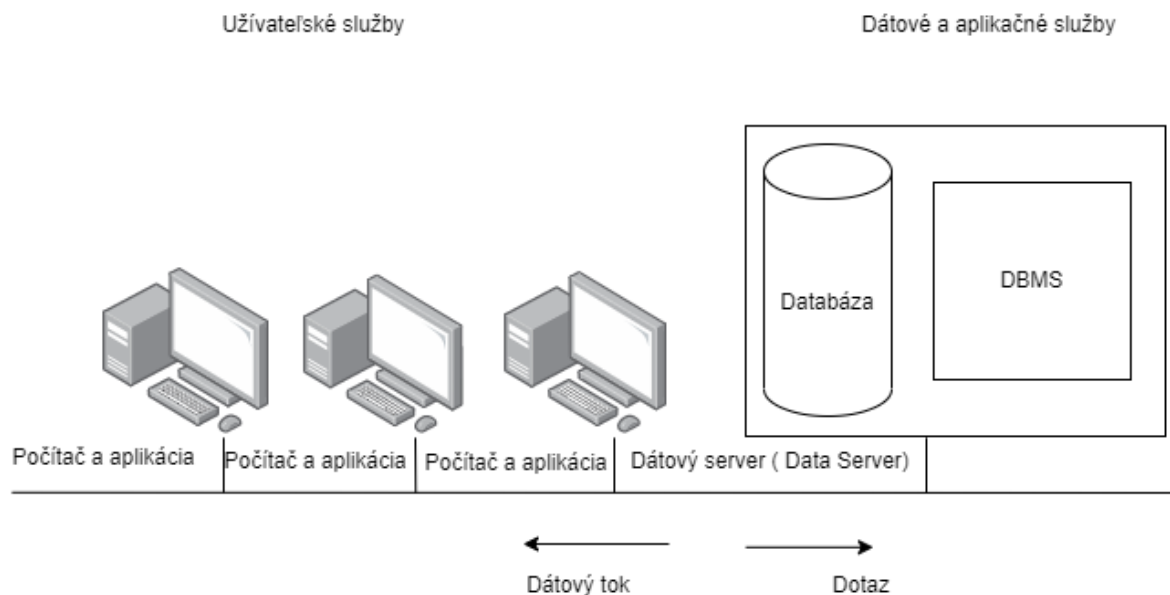 Užívateľské služby
Dátové a aplikačné služby
Databáza
DBMS
Počítač a aplikácia
Počítač a aplikácia
Počítač a aplikácia
Dátový server ( Data Server)
Dátový tok
Dotaz